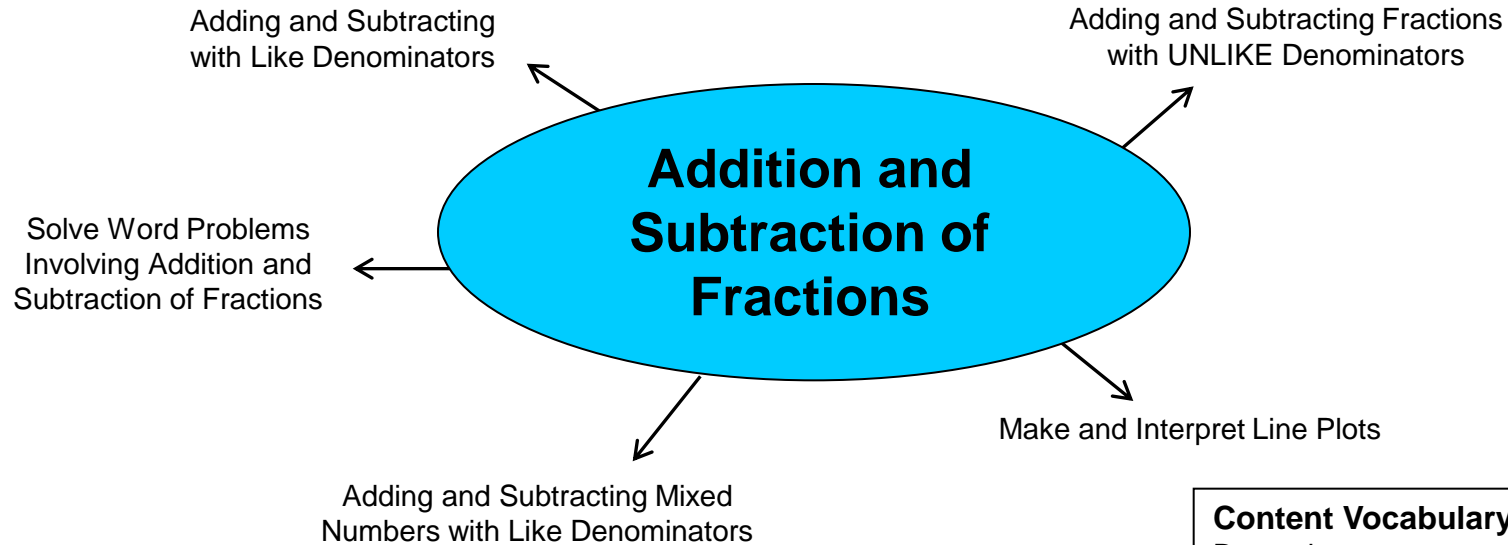 Adding and Subtracting
with Like Denominators
Adding and Subtracting Fractions
with UNLIKE Denominators
Addition and
Subtraction of
Fractions
Solve Word Problems
Involving Addition and
Subtraction of Fractions
Make and Interpret Line Plots
Adding and Subtracting Mixed
Numbers with Like Denominators
Content Vocabulary